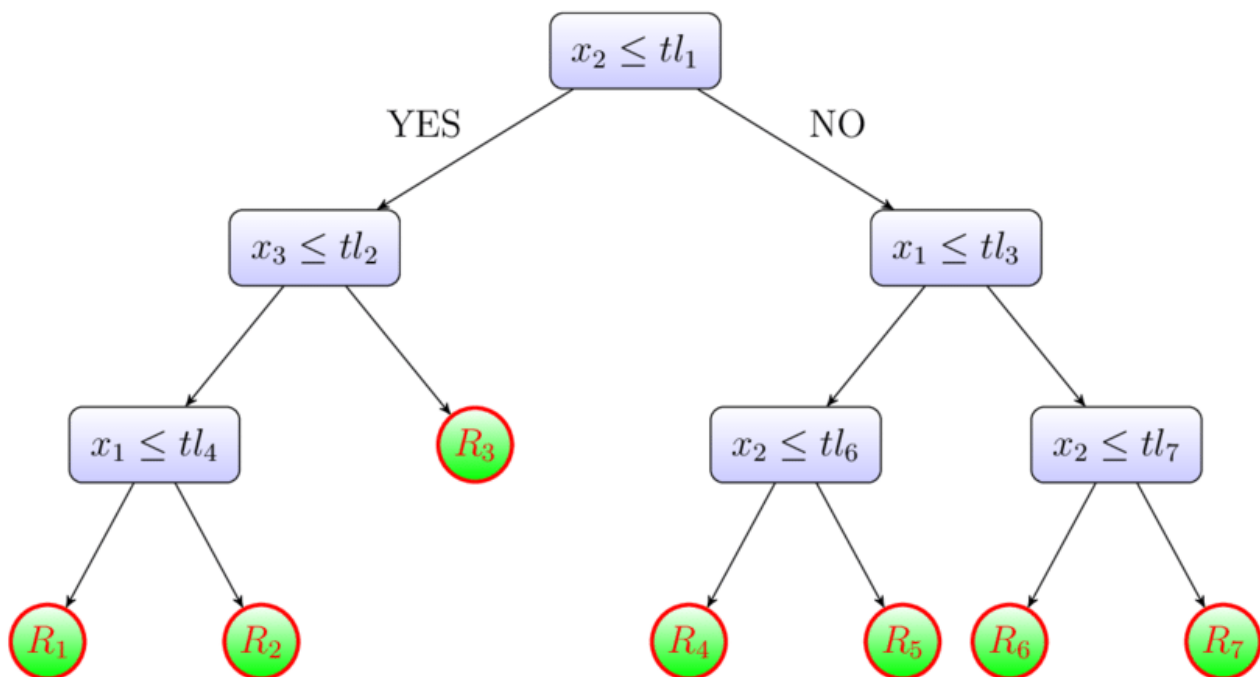 x₂ ≤ tl₁
YES
NO
x₃ ≤ tl₂
x₁ ≤ tl₃
x₁ ≤ tl₄
R₃
x₂ ≤ tl₆
x₂ ≤ tl₇
R₁
R₂
R₄
R₅
R₆
R₇